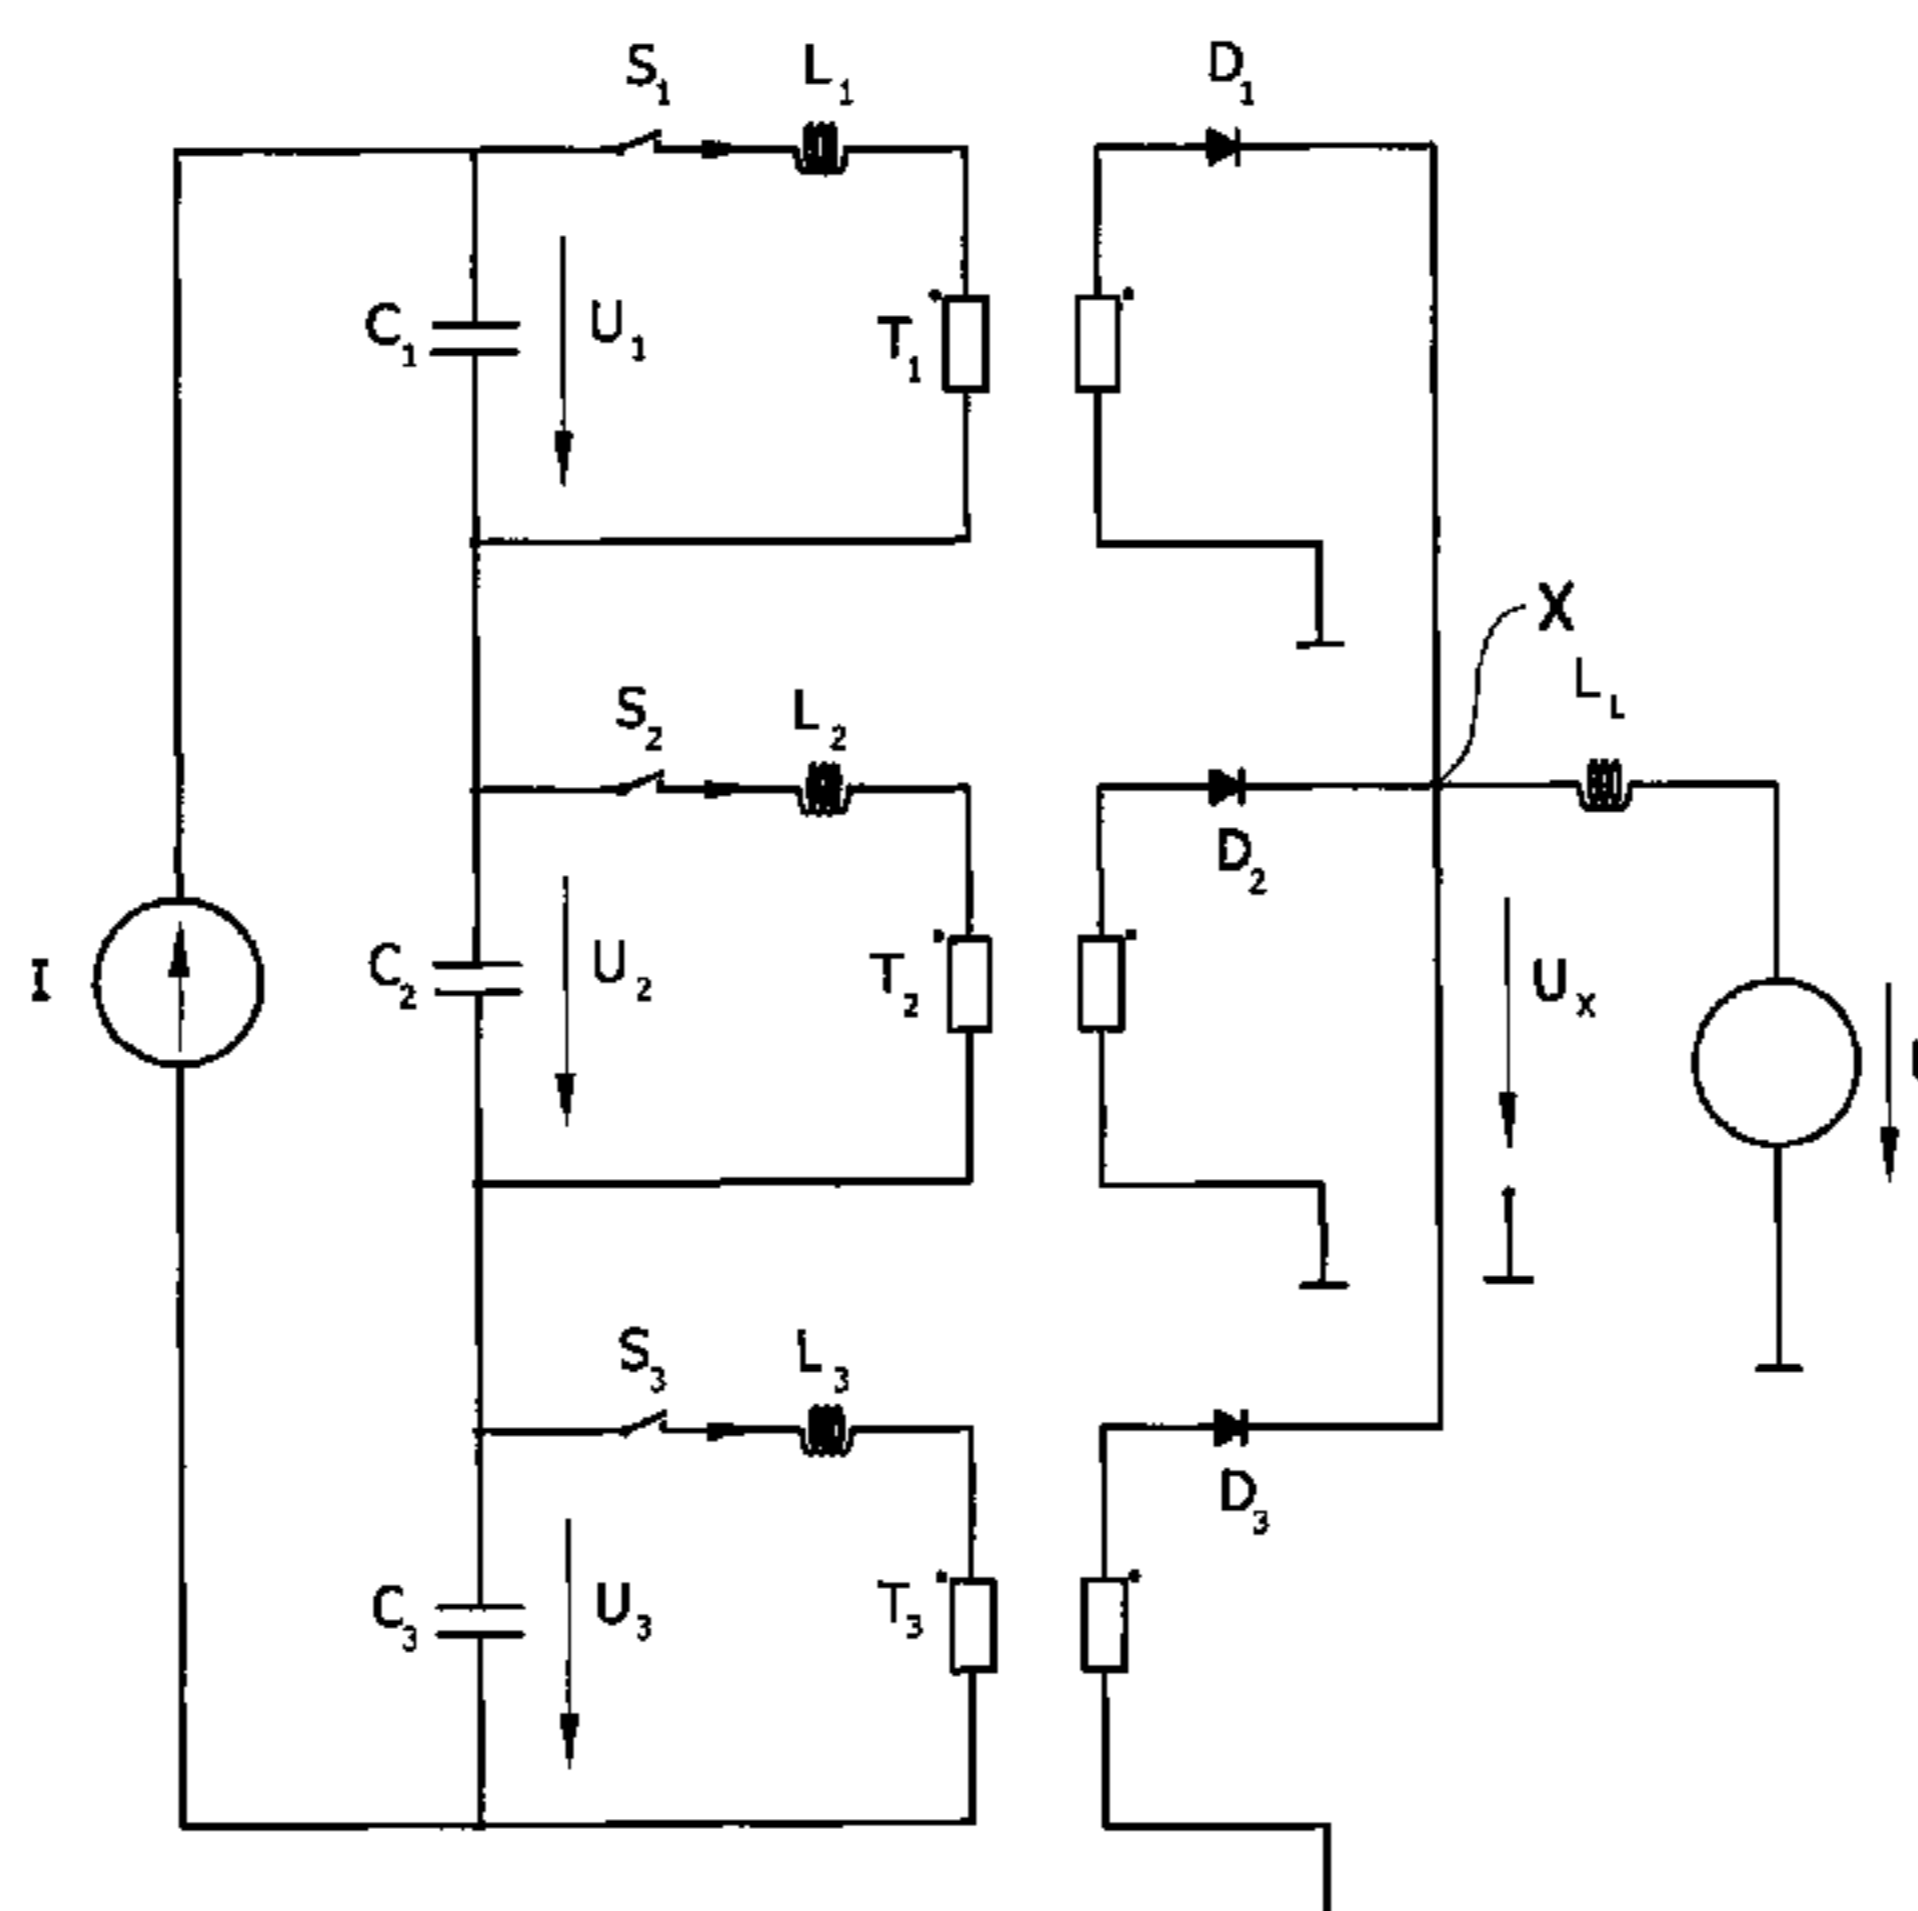 S1 L1 D1
C1 U1 T1
X
LL
S2 L2
D2
I C2 U2 T2 Ux
S3 L3
D3
C3 U3 T3